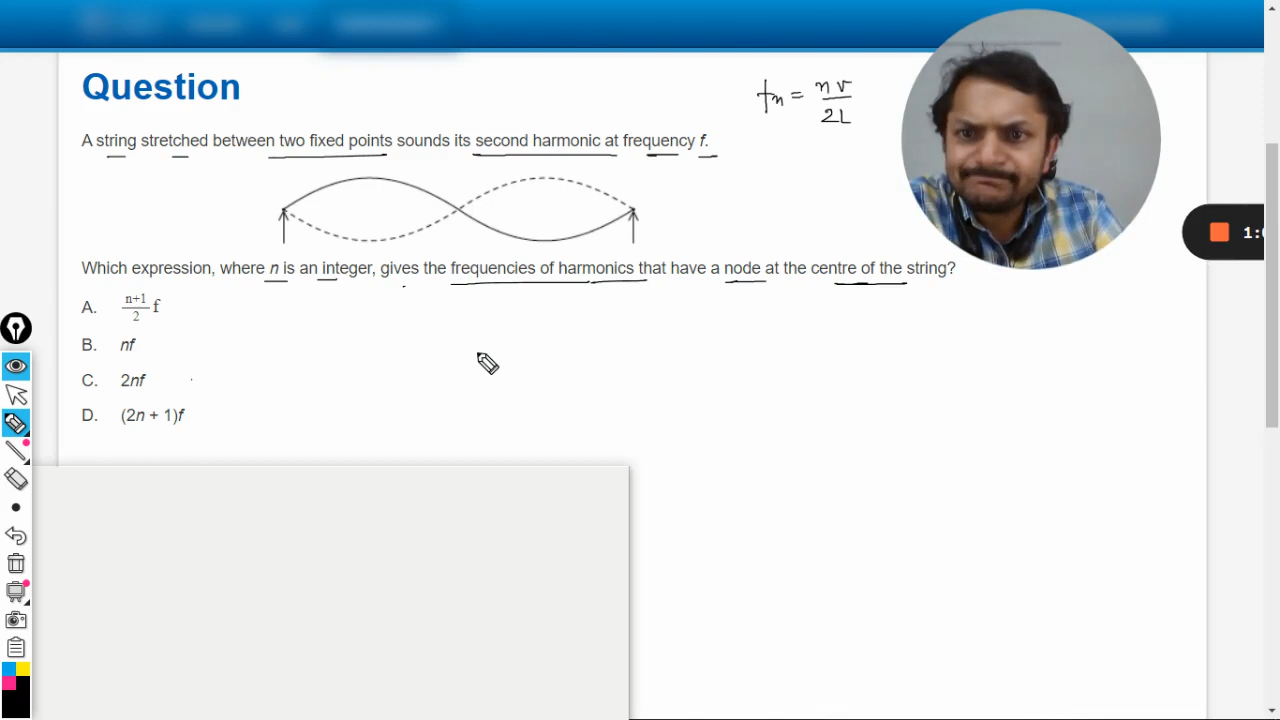 Question
fn = nv/2L
A string stretched between two fixed points sounds its second harmonic at frequency f.
Which expression, where n is an integer, gives the frequencies of harmonics that have a node at the centre of the string?
A. n+1/2 f
B. nf
C. 2nf
D. (2n + 1)f